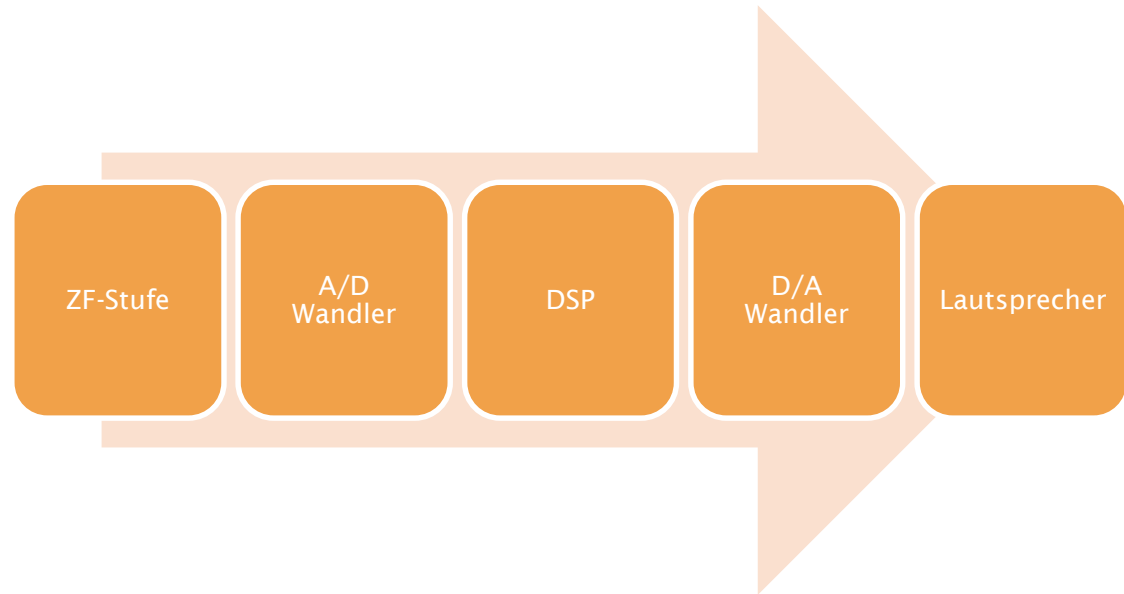 ZF-Stufe
A/D
Wandler
DSP
D/A
Wandler
Lautsprecher